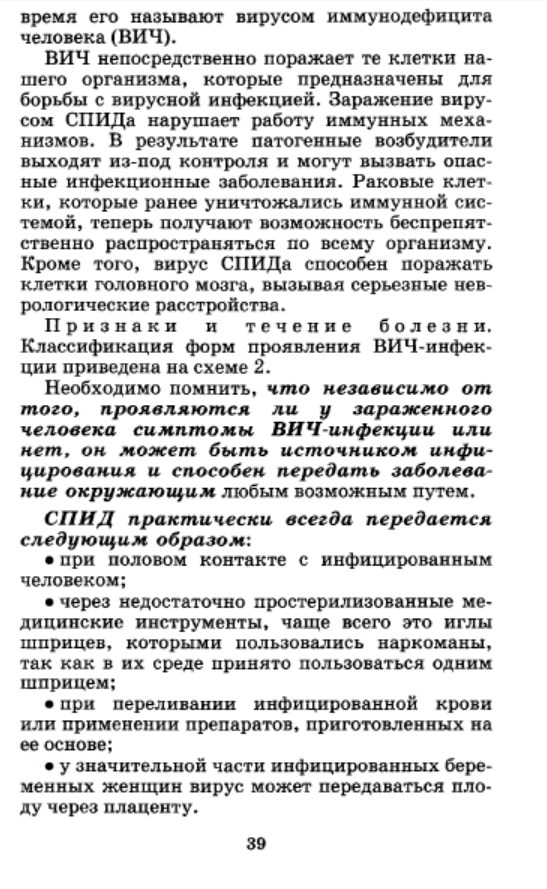 время его называют вирусом иммунодефицита
человека (ВИЧ).
ВИЧ непосредственно поражает те клетки на-
шего организма, которые предназначены для
борьбы с вирусной инфекцией. Заражение виру-
сом СПИДа нарушает работу иммунных меха-
низмов. В результате патогенные возбудители
выходят из-под контроля и могут вызвать опас-
ные инфекционные заболевания. Раковые клет-
ки, которые ранее уничтожались иммунной сис-
темой, теперь получают возможность беспрепят-
ственно распространяться по всему организму.
Кроме того, вирус СПИДа способен поражать
клетки головного мозга, вызывая серьезные нев-
рологические расстройства.
Признаки и течение болезни.
Классификация форм проявления ВИЧ-инфек-
ции приведена на схеме 2.
Необходимо помнить, что независимо от
того, проявляются ли у зараженного
человека симптомы ВИЧ-инфекции или
нет, он может быть источником инфи-
цирования и способен передать заболева-
ние окружающим любым возможным путем.
СПИД практически всегда передается
следующим образом:
• при половом контакте с инфицированным
человеком;
• через недостаточно простерилизованные ме-
дицинские инструменты, чаще всего это иглы
шприцев, которыми пользовались наркоманы,
так как в их среде принято пользоваться одним
шприцем;
• при переливании инфицированной крови
или применении препаратов, приготовленных на
ее основе;
• у значительной части инфицированных бере-
менных женщин вирус может передаваться пло-
ду через плаценту.
39